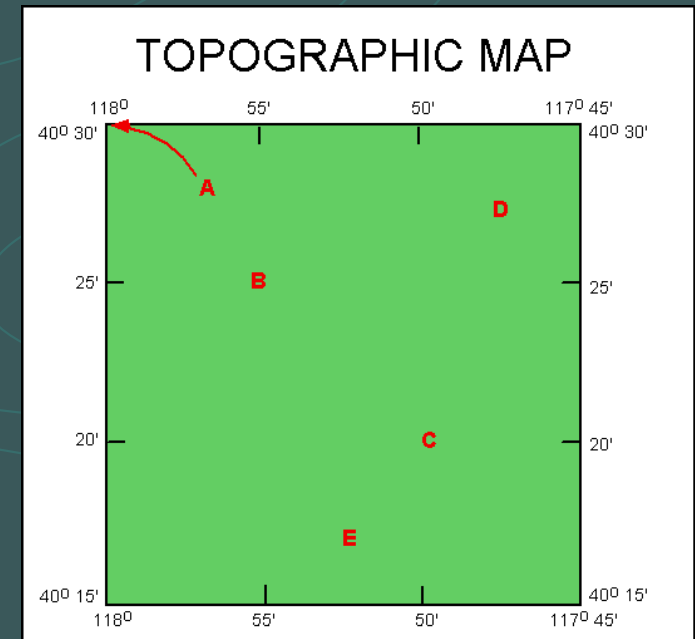 TOPOGRAPHIC MAP
118⁰ 55' 50' 117⁰ 45'
40⁰ 30' 40⁰ 30'
A
D
B
25' 25'
C
20' 20'
E
40⁰ 15' 40⁰ 15'
118⁰ 55' 50' 117⁰ 45'